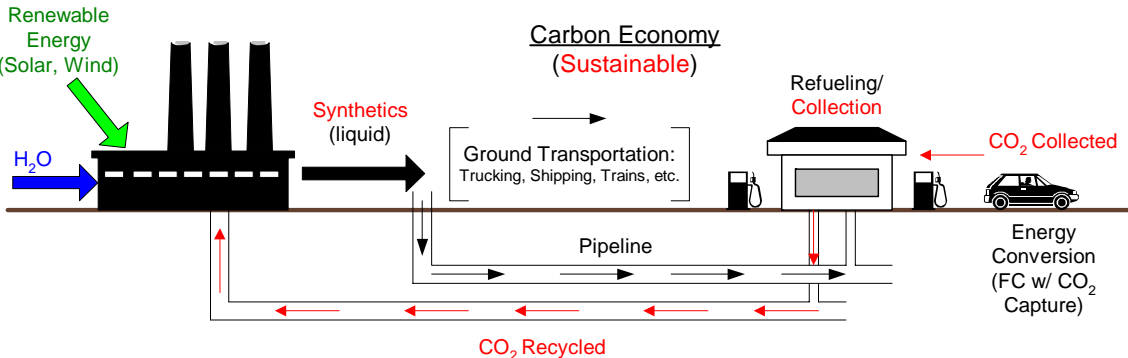 Renewable
Energy
(Solar, Wind)
H₂O
Synthetics
(liquid)
Carbon Economy
(Sustainable)
Ground Transportation:
Trucking, Shipping, Trains, etc.
Refueling/
Collection
CO₂ Collected
Pipeline
Energy
Conversion
(FC w/ CO₂
Capture)
CO₂ Recycled